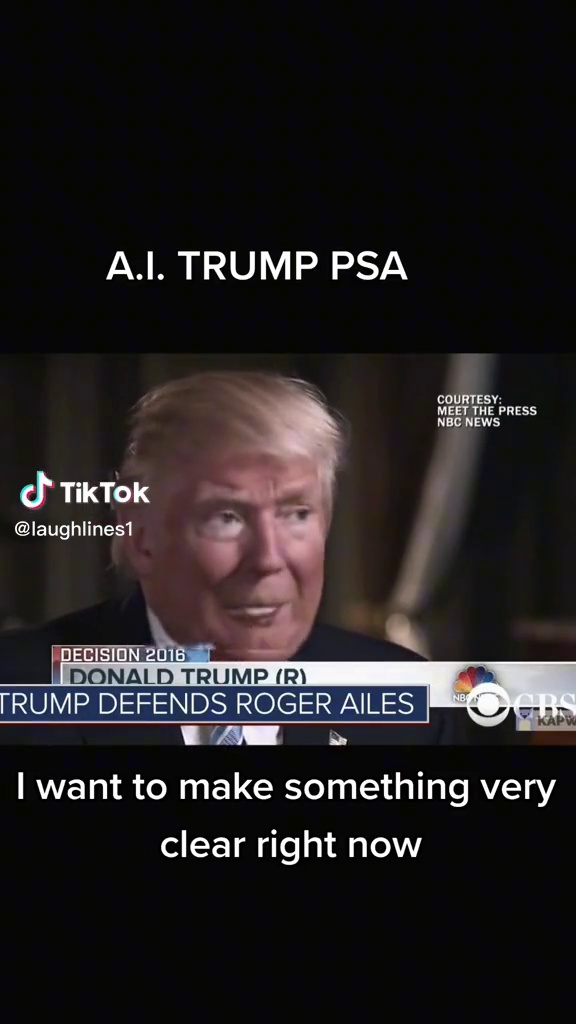 A.I. TRUMP PSA
COURTESY:
MEET THE PRESS
NBC NEWS
TikTok
@laughlines1
DECISION 2016
DONALD TRUMP (R)
TRUMP DEFENDS ROGER AILES
CBS
I want to make something very
clear right now